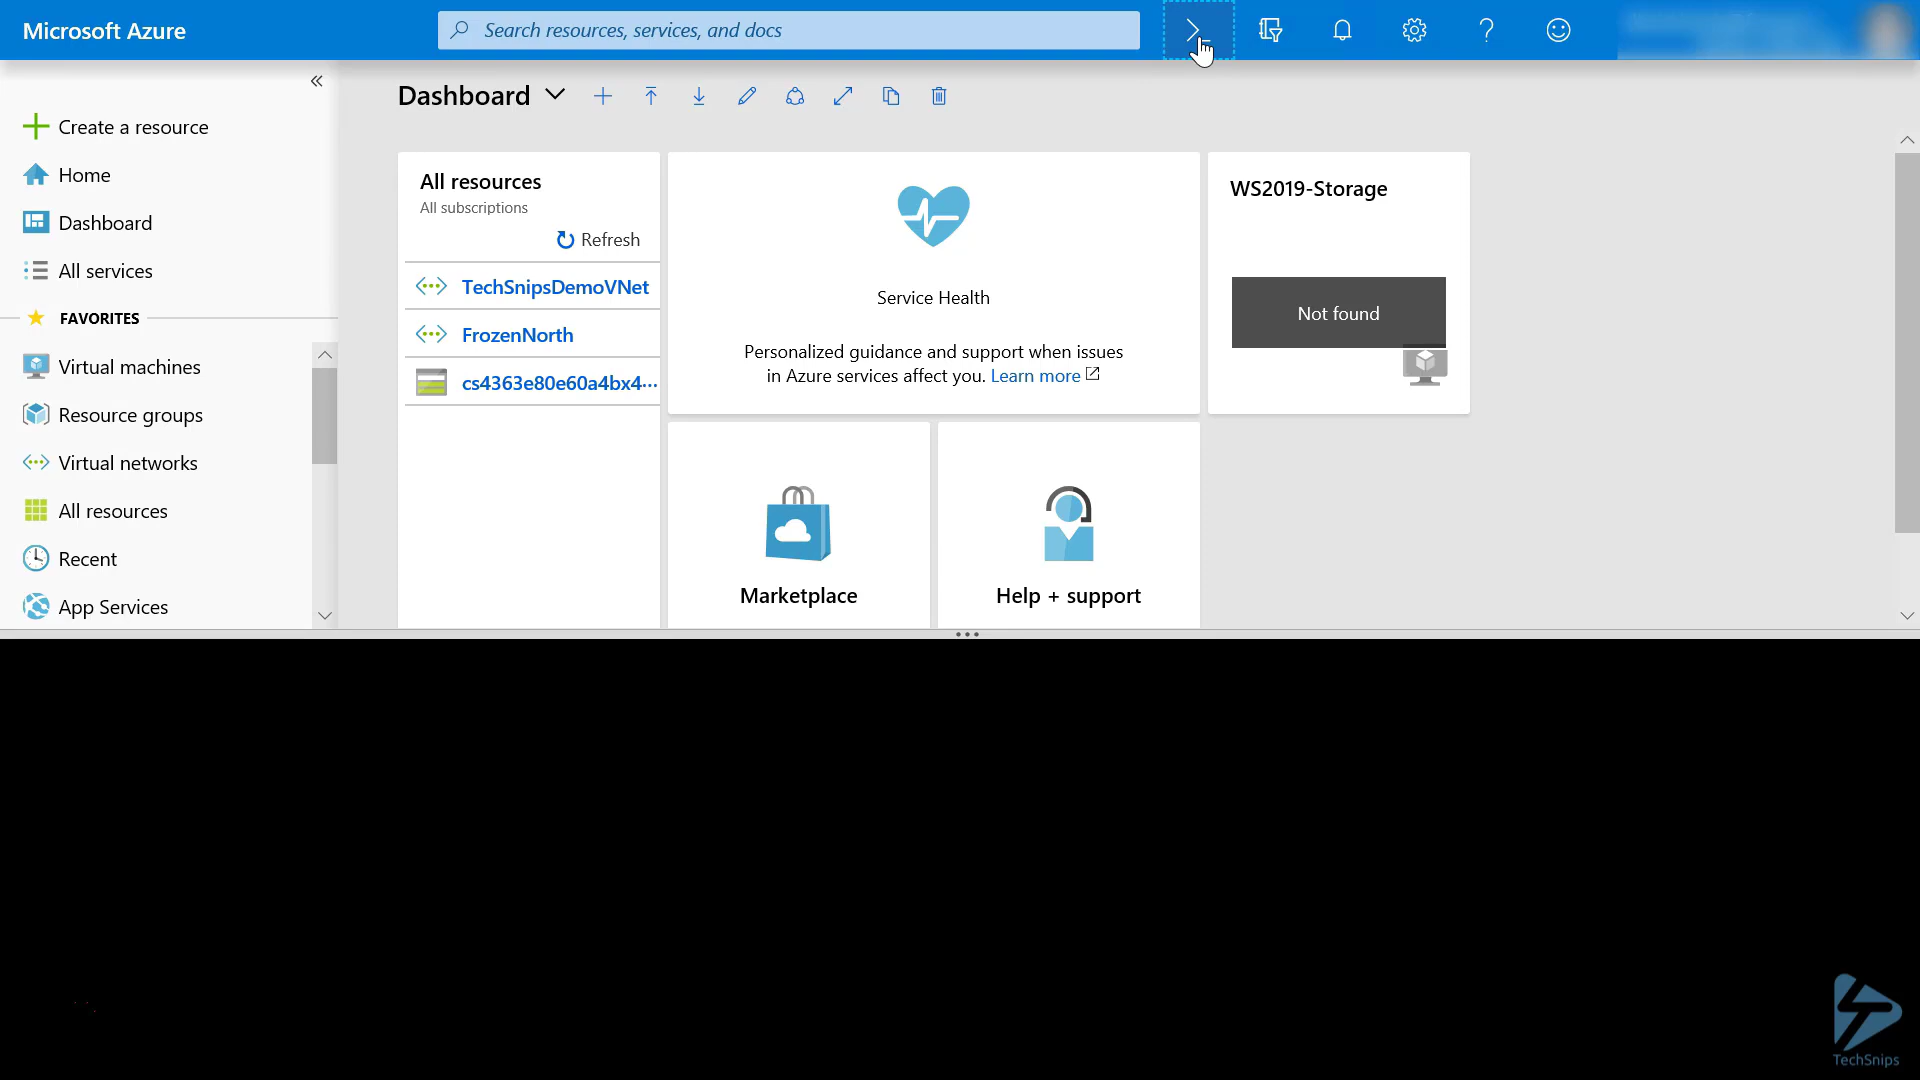 Microsoft Azure
Search resources, services, and docs
Dashboard
Create a resource
Home
Dashboard
All services
FAVORITES
Virtual machines
Resource groups
Virtual networks
All resources
Recent
App Services
All resources
All subscriptions
Refresh
TechSnipsDemoVNet
FrozenNorth
cs4363e80e60a4bx4···
Service Health
Personalized guidance and support when issues
in Azure services affect you. Learn more
WS2019-Storage
Not found
Marketplace
Help + support
TechSnips